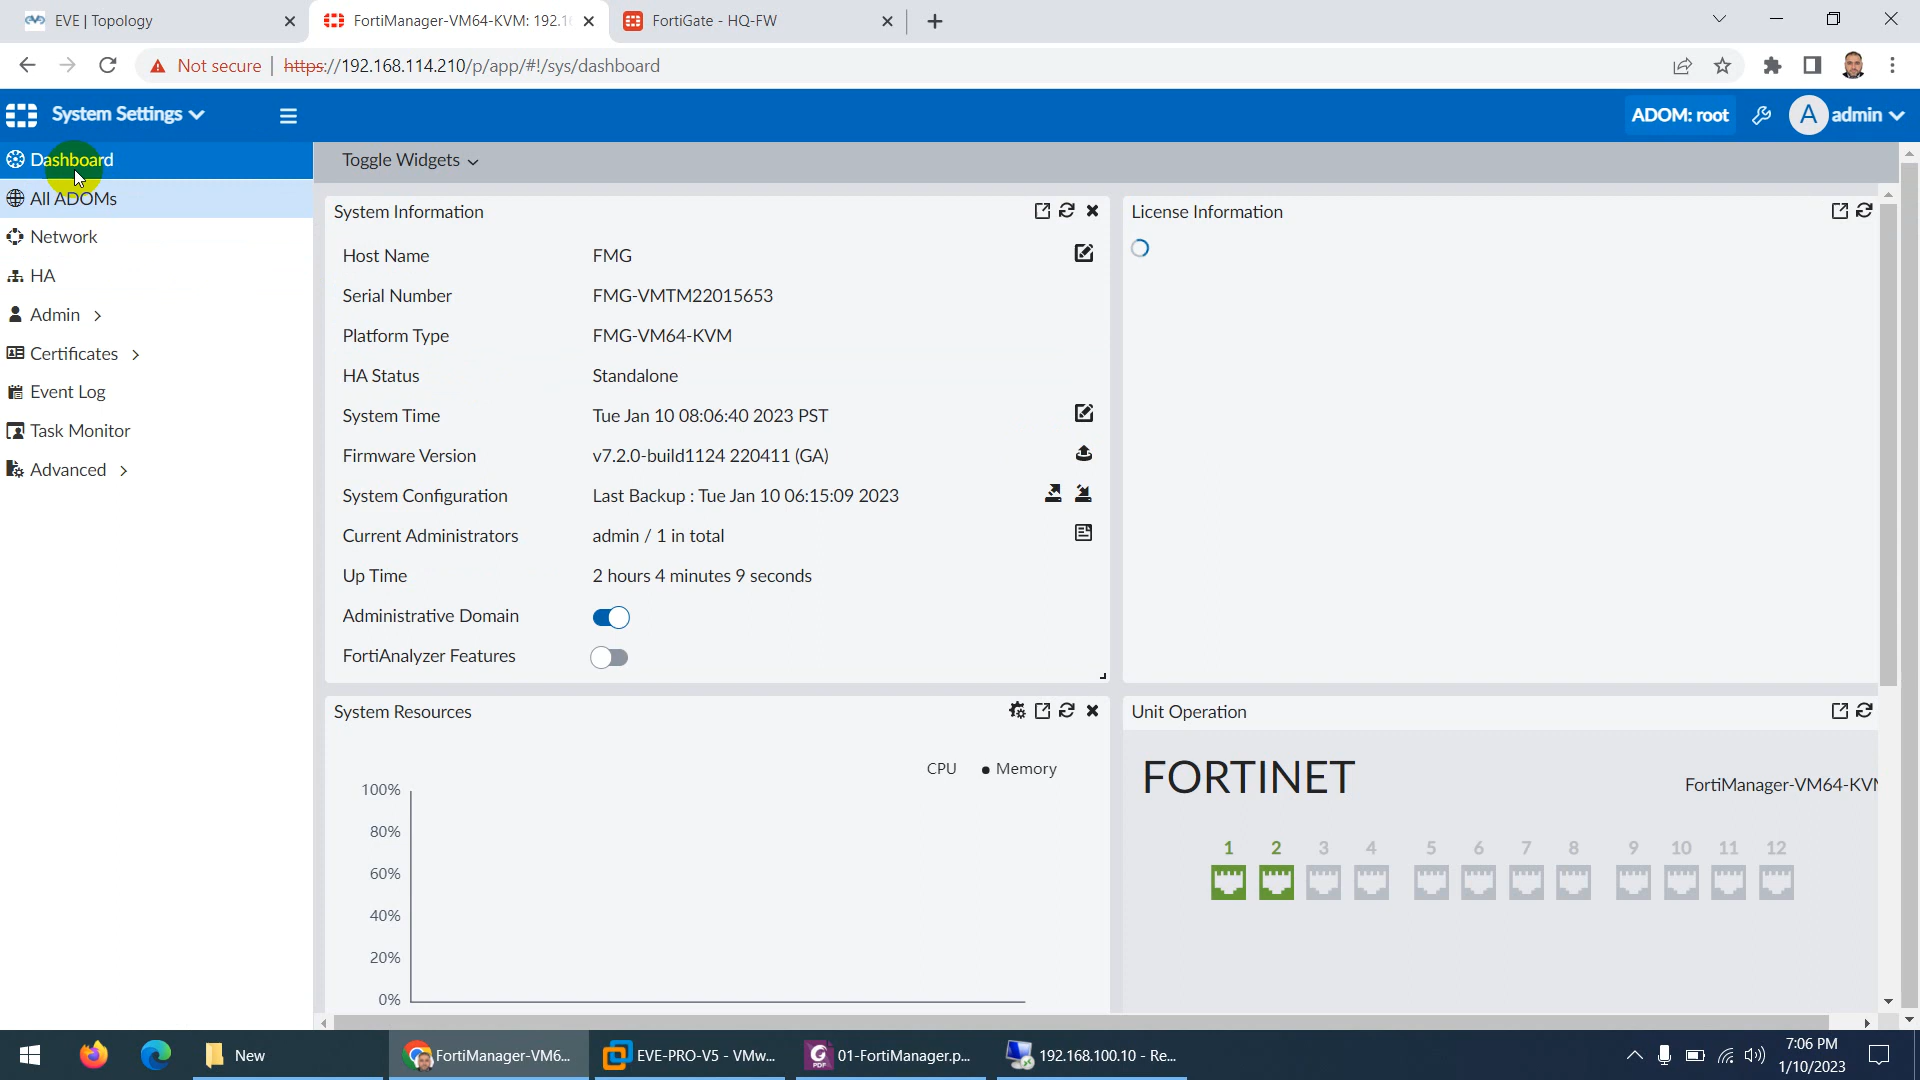 EVE | Topology
FortiManager-VM64-KVM: 192.1
FortiGate - HQ-FW
Not secure
https://192.168.114.210/p/app/#!/sys/dashboard
System Settings
ADOM: root
A
admin
Dashboard
All ADOMs
Network
HA
Admin
Certificates
Event Log
Task Monitor
Advanced
Toggle Widgets
System Information
Host Name FMG
Serial Number FMG-VMTM22015653
Platform Type FMG-VM64-KVM
HA Status Standalone
System Time Tue Jan 10 08:06:40 2023 PST
Firmware Version v7.2.0-build1124 220411 (GA)
System Configuration Last Backup : Tue Jan 10 06:15:09 2023
Current Administrators admin / 1 in total
Up Time 2 hours 4 minutes 9 seconds
Administrative Domain
FortiAnalyzer Features
License Information
System Resources
CPU Memory
100%
80%
60%
40%
20%
0%
Unit Operation
FORTINET
FortiManager-VM64-KVM
1 2 3 4 5 6 7 8 9 10 11 12
New
FortiManager-VM6...
EVE-PRO-V5 - VMw...
PDF
01-FortiManager.p...
192.168.100.10 - Re...
7:06 PM
1/10/2023